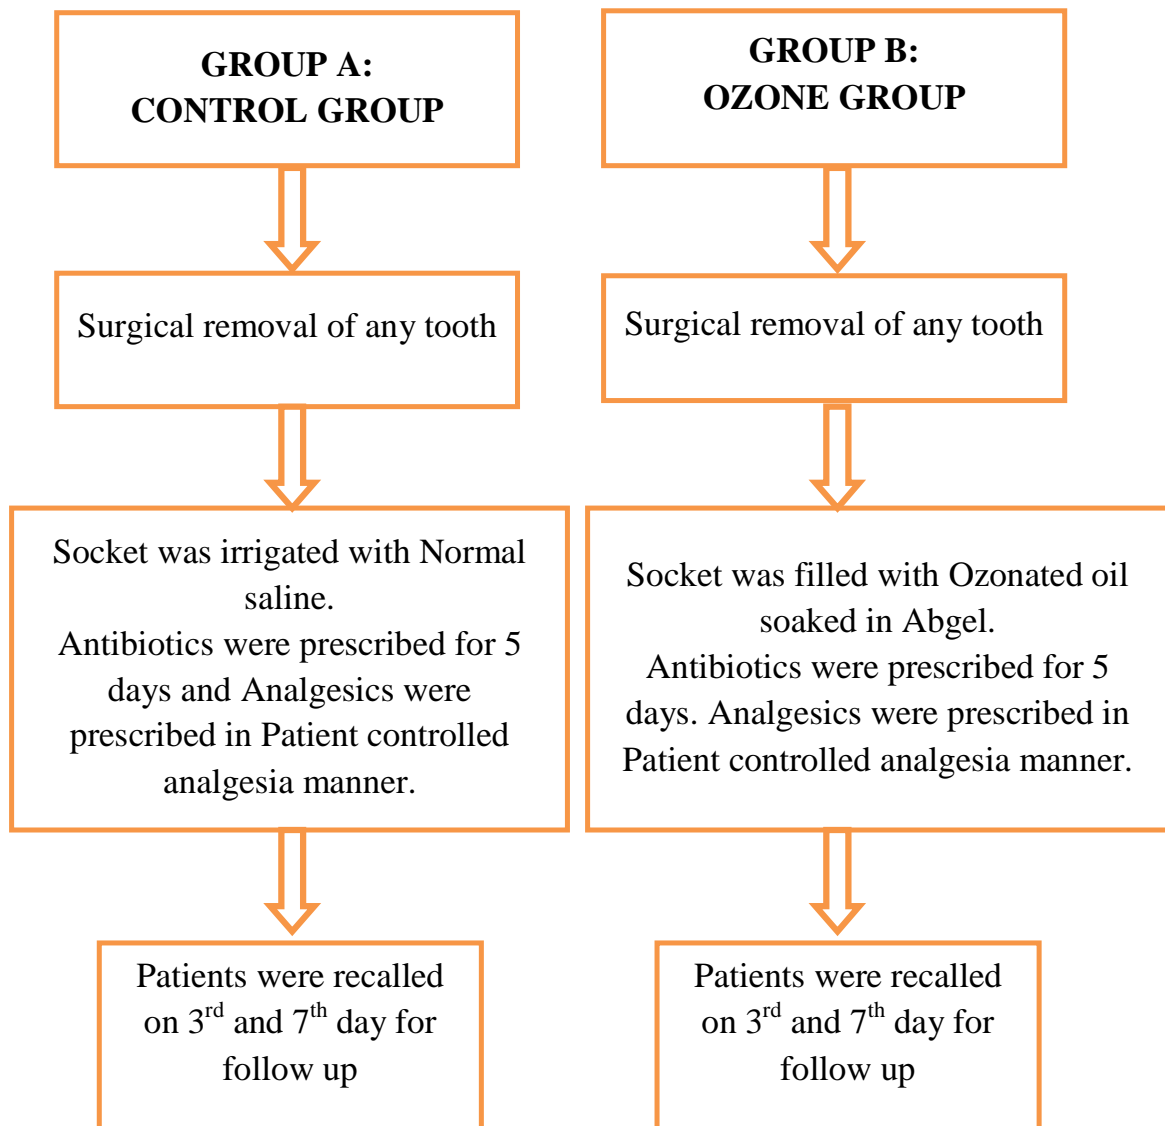 GROUP A:
CONTROL GROUP
Surgical removal of any tooth
Socket was irrigated with Normal
saline.
Antibiotics were prescribed for 5
days and Analgesics were
prescribed in Patient controlled
analgesia manner.
Patients were recalled
on 3rd and 7th day for
follow up
GROUP B:
OZONE GROUP
Surgical removal of any tooth
Socket was filled with Ozonated oil
soaked in Abgel.
Antibiotics were prescribed for 5
days. Analgesics were prescribed in
Patient controlled analgesia manner.
Patients were recalled
on 3rd and 7th day for
follow up